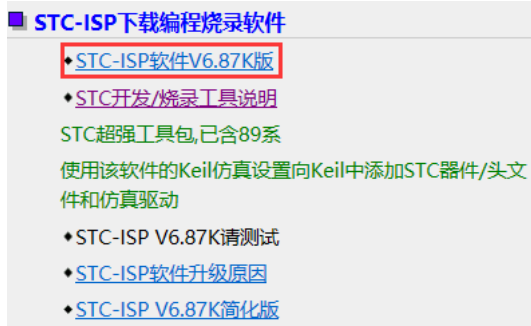 STC-ISP下载编程烧录软件
STC-ISP软件V6.87K版
STC开发/烧录工具说明
STC超强工具包,已含89系
使用该软件的Keil仿真设置向Keil中添加STC器件/头文
件和仿真驱动
STC-ISP V6.87K请测试
STC-ISP软件升级原因
STC-ISP V6.87K简化版